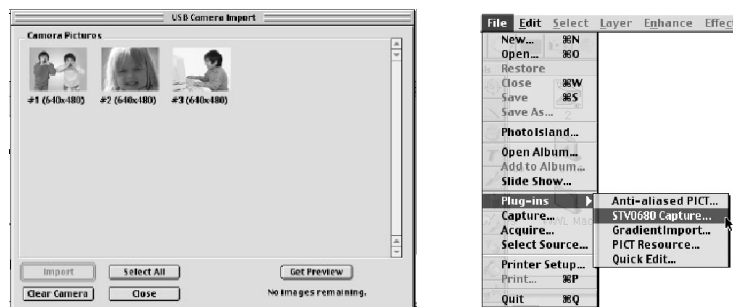 USB Camera Import
Camera Pictures
#1 (640x480) #2 (640x480) #3 (640x480)
Import Select All Get Preview
Clear Camera Close No images remaining.
File Edit Select Layer Enhance Effec
New... ⌘N
Open... ⌘O
Restore
Close ⌘W
Save ⌘S
Save As...
PhotoIsland...
Open Album...
Add to Album...
Slide Show...
Plug-ins
Capture...
Acquire...
Select Source...
Printer Setup...
Print... ⌘P
Quit ⌘Q
Anti-aliased PICT...
STV0680 Capture...
GradientImport...
PICT Resource...
Quick Edit...